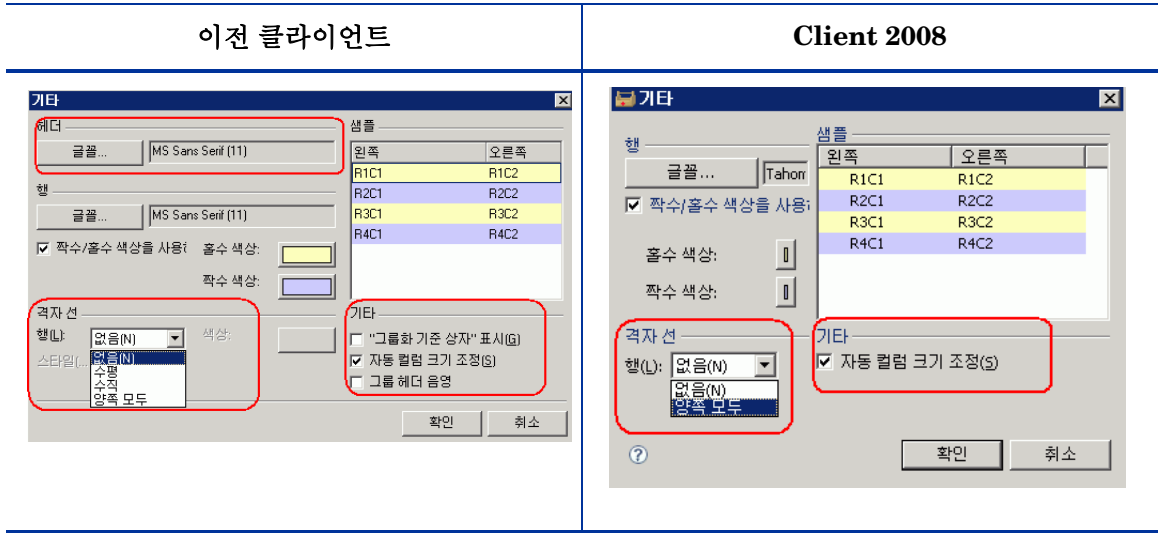 이전 클라이언트
Client 2008
기타
헤더
글꼴... MS Sans Serif (11)
행
글꼴... MS Sans Serif (11)
짝수/홀수 색상을 사용 홀수 색상:
짝수 색상:
샘플
왼쪽 오른쪽
R1C1 R1C2
R2C1 R2C2
R3C1 R3C2
R4C1 R4C2
격자 선
행(L): 없음(N) 색상:
스타일(...
없음(N)
수평
수직
양쪽 모두
기타
"그룹화 기준 상자" 표시(G)
자동 컬럼 크기 조정(S)
그룹 헤더 음영
확인 취소
기타
행
글꼴... Tahom
짝수/홀수 색상을 사용
홀수 색상:
짝수 색상:
샘플
왼쪽 오른쪽
R1C1 R1C2
R2C1 R2C2
R3C1 R3C2
R4C1 R4C2
격자 선
행(L): 없음(N)
없음(N)
양쪽 모두
기타
자동 컬럼 크기 조정(S)
확인 취소